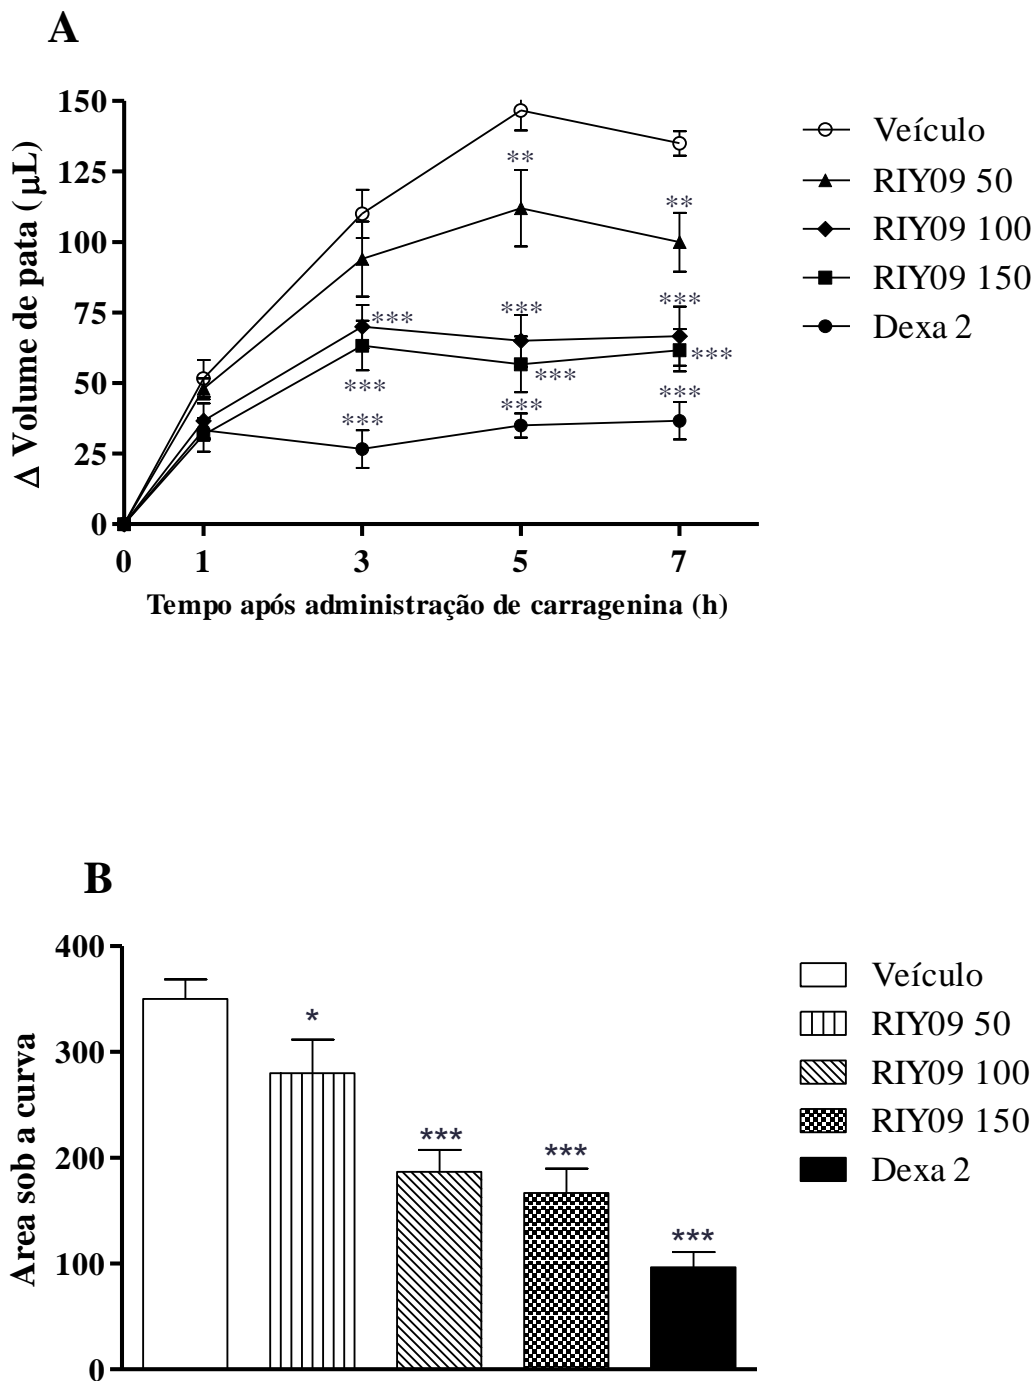 A
150
125
100
75
50
25
0
Δ Volume de pata (µL)
**
**
***
***
***
***
***
***
***
***
***
0 1 3 5 7
Tempo após administração de carragenina (h)
Veículo
RIY09 50
RIY09 100
RIY09 150
Dexa 2
B
400
300
200
100
0
Area sob a curva
*
***
***
***
Veículo
RIY09 50
RIY09 100
RIY09 150
Dexa 2